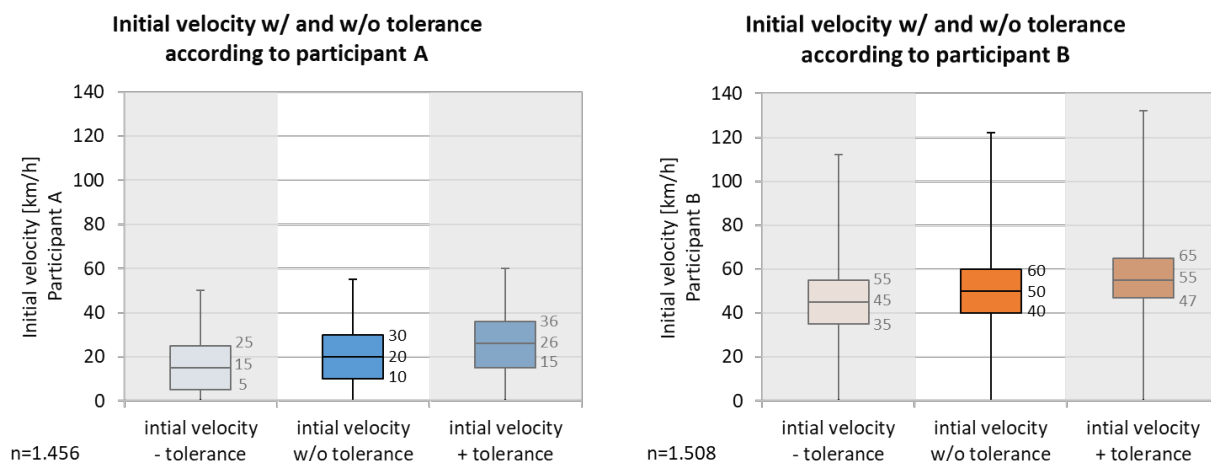 Initial velocity w/ and w/o tolerance
according to participant A
Initial velocity [km/h]
Participant A
140
120
100
80
60
40
20
0
25
15
5
30
20
10
36
26
15
intial velocity
- tolerance
intial velocity
w/o tolerance
intial velocity
+ tolerance
n=1.456
Initial velocity w/ and w/o tolerance
according to participant B
Initial velocity [km/h]
Participant B
140
120
100
80
60
40
20
0
55
45
35
60
50
40
65
55
47
intial velocity
- tolerance
intial velocity
w/o tolerance
intial velocity
+ tolerance
n=1.508